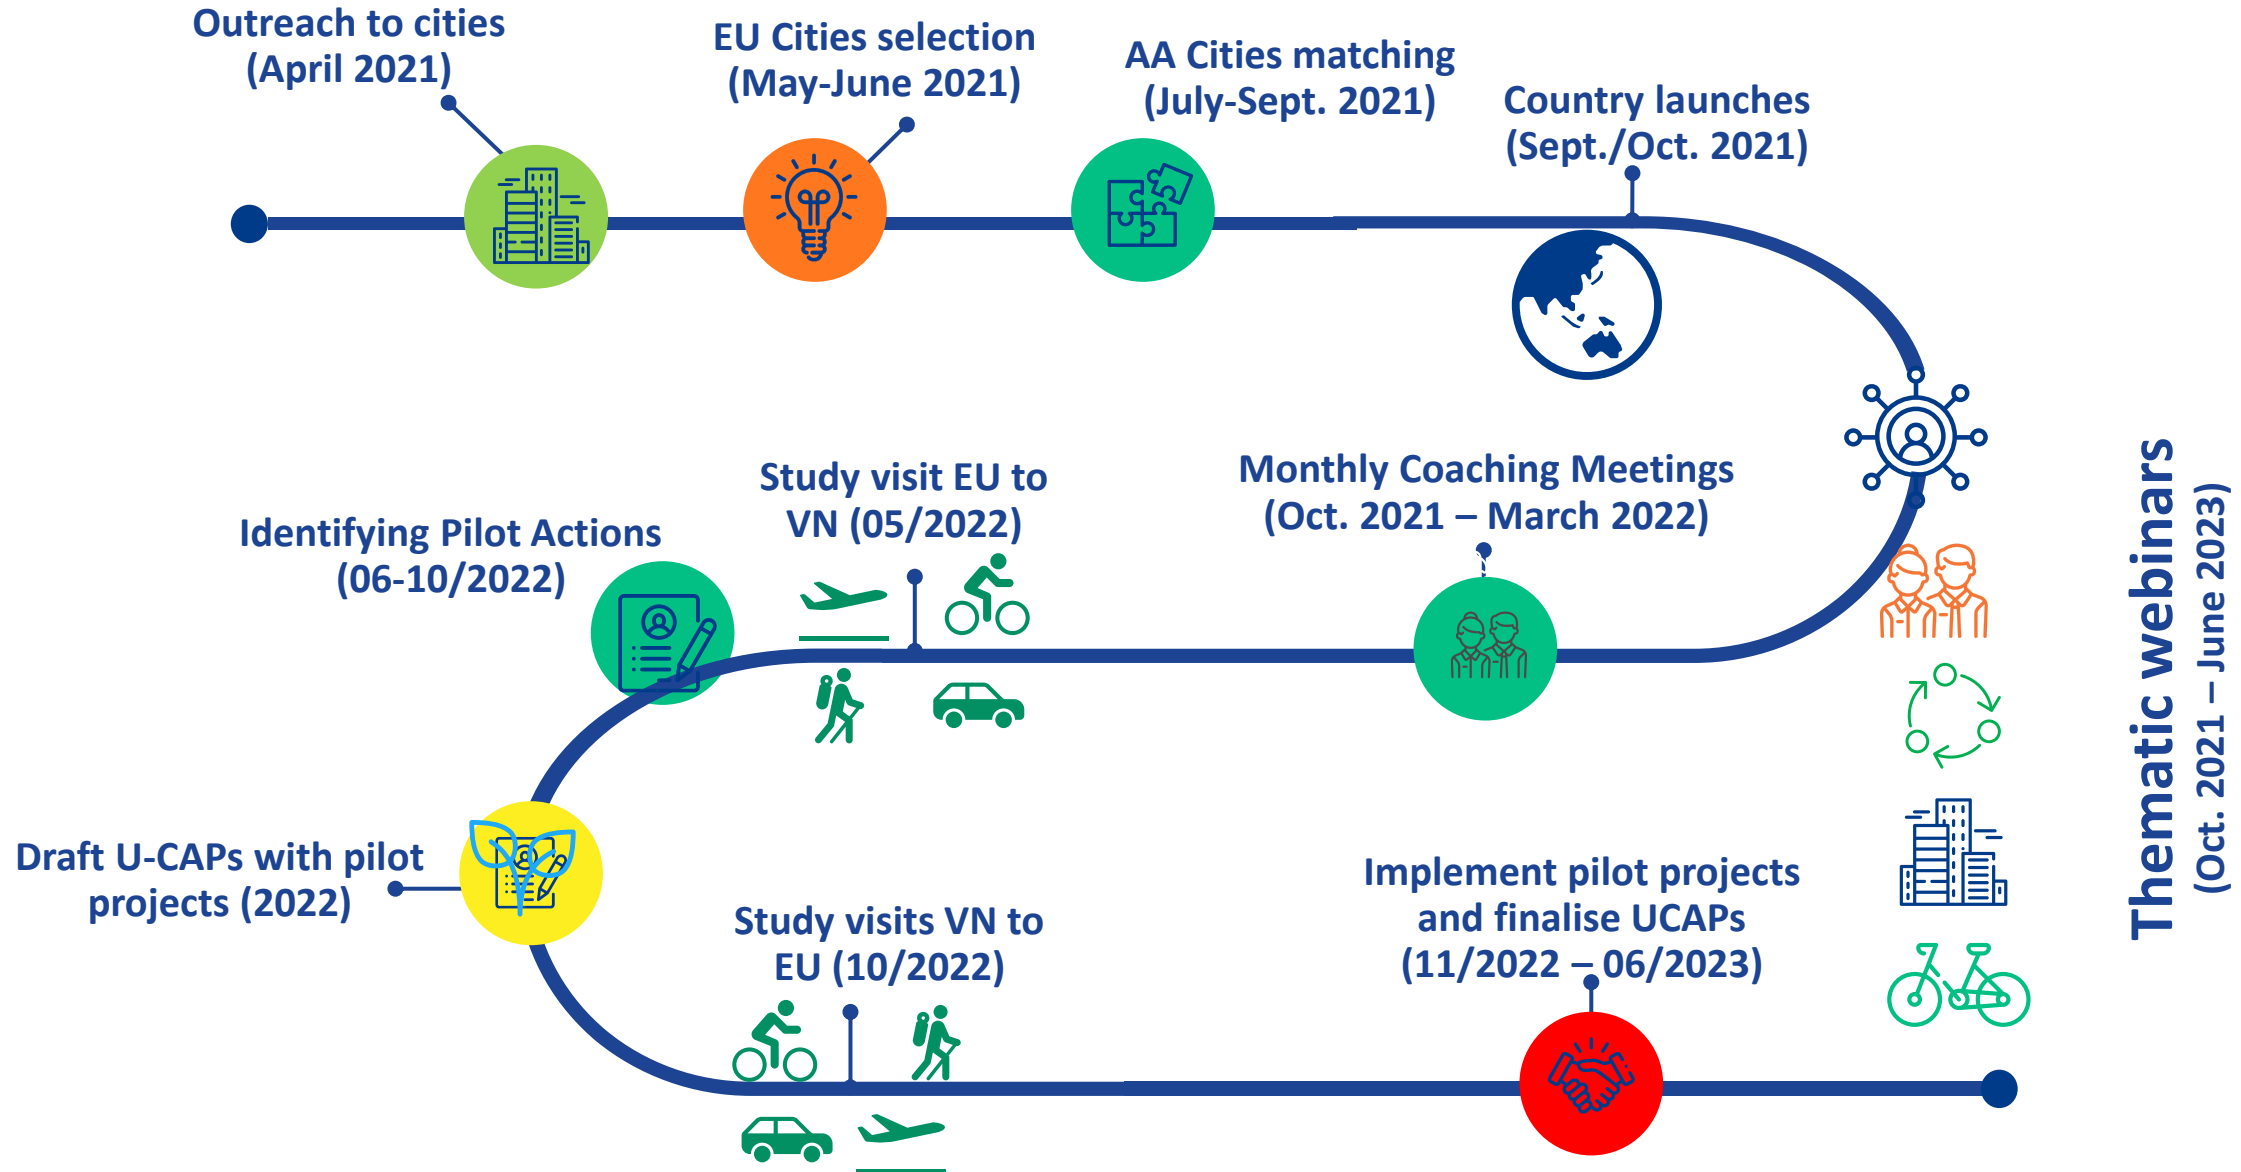 Outreach to cities
(April 2021)
EU Cities selection
(May-June 2021)
AA Cities matching
(July-Sept. 2021)
Country launches
(Sept./Oct. 2021)
Thematic webinars
(Oct. 2021 – June 2023)
Monthly Coaching Meetings
(Oct. 2021 – March 2022)
Study visit EU to
VN (05/2022)
Identifying Pilot Actions
(06-10/2022)
Draft U-CAPs with pilot
projects (2022)
Study visits VN to
EU (10/2022)
Implement pilot projects
and finalise UCAPs
(11/2022 – 06/2023)